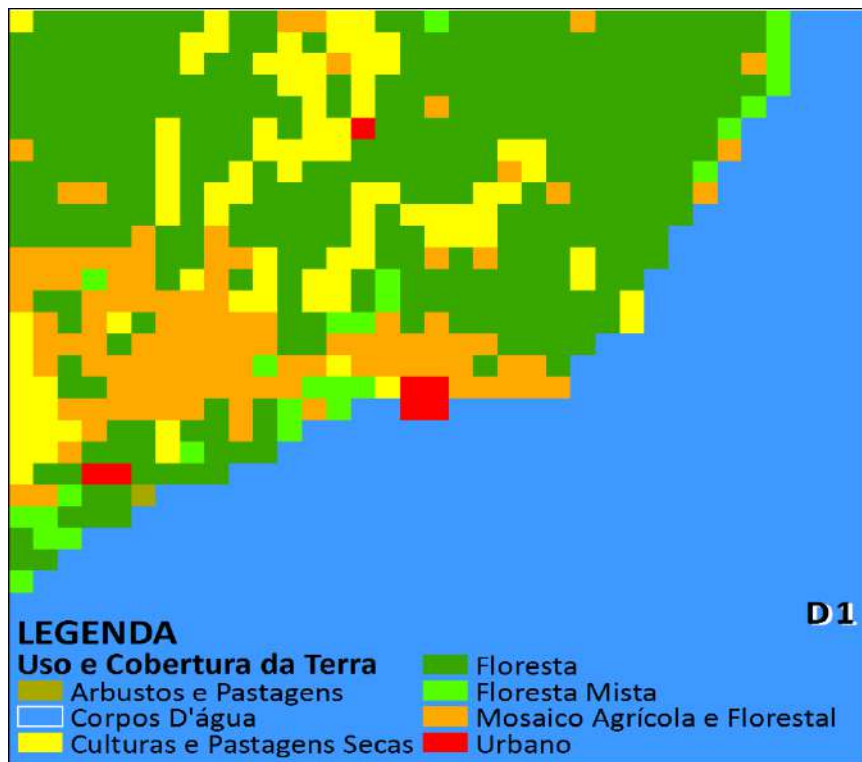 D1
LEGENDA
Uso e Cobertura da Terra
Arbustos e Pastagens
Corpos D'água
Culturas e Pastagens Secas
Floresta
Floresta Mista
Mosaico Agrícola e Florestal
Urbano